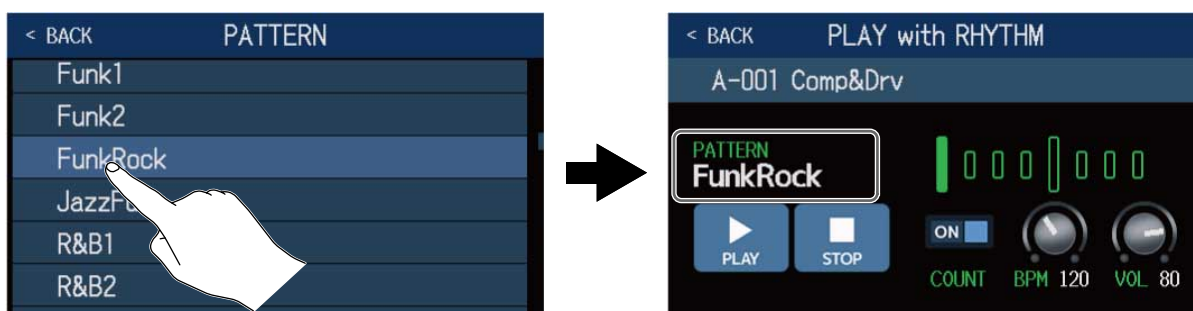 < BACK PATTERN
Funk1
Funk2
FunkRock
R&B1
R&B2
< BACK PLAY with RHYTHM
A-001 Comp&Drv
PATTERN
FunkRock
PLAY
STOP
ON
COUNT BPM 120 VOL 80